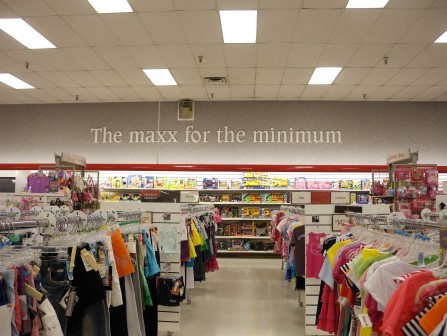 The maxx for the minimum